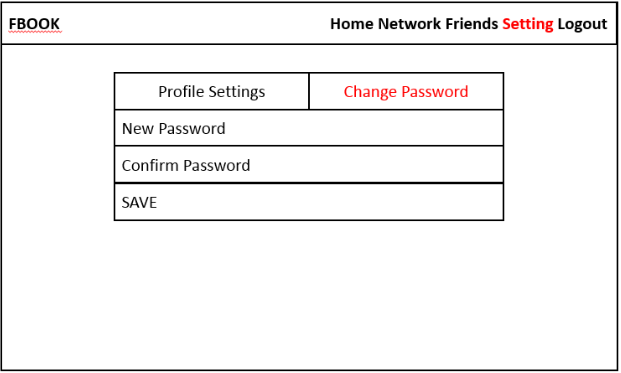 FBOOK Home Network Friends Setting Logout
Profile Settings Change Password
New Password
Confirm Password
SAVE